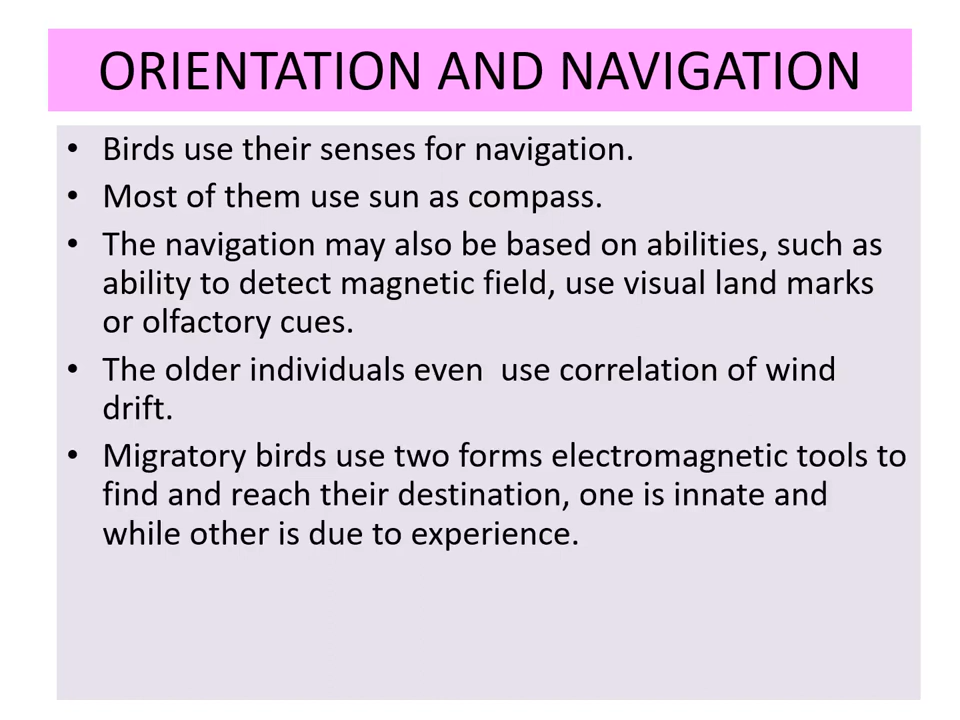 ORIENTATION AND NAVIGATION
• Birds use their senses for navigation.
• Most of them use sun as compass.
• The navigation may also be based on abilities, such as
ability to detect magnetic field, use visual land marks
or olfactory cues.
• The older individuals even  use correlation of wind
drift.
• Migratory birds use two forms electromagnetic tools to
find and reach their destination, one is innate and
while other is due to experience.